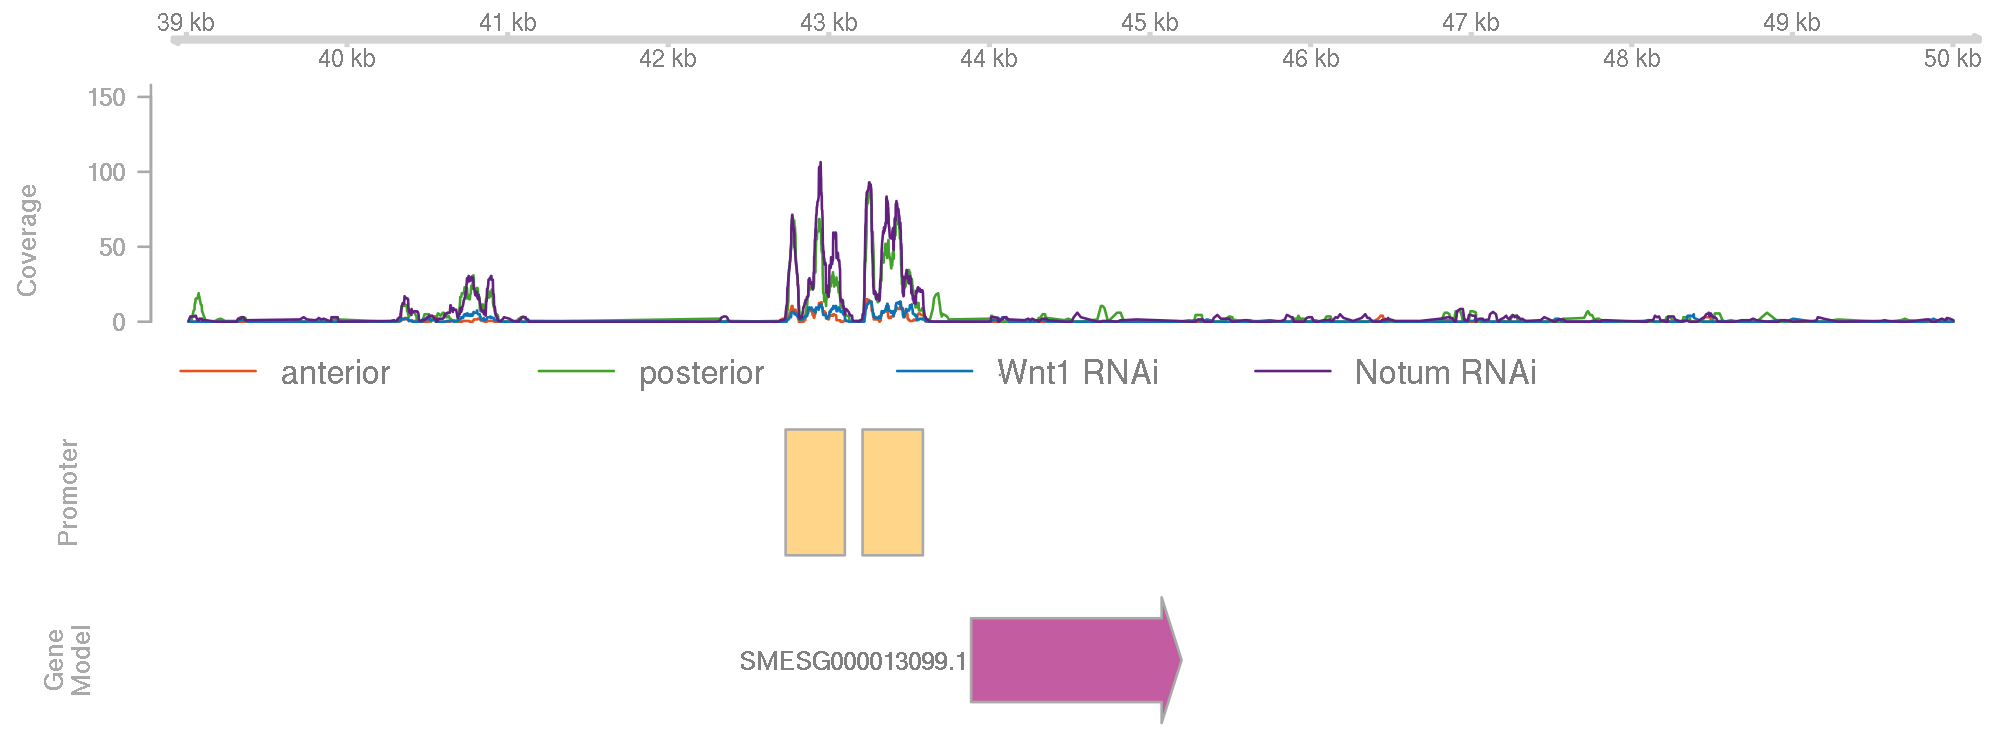 39 kb 41 kb 43 kb 45 kb 47 kb 49 kb
40 kb 42 kb 44 kb 46 kb 48 kb 50 kb
150
100
50
0
Coverage
anterior posterior Wnt1 RNAi Notum RNAi
Promoter
SMESG000013099.1
Gene
Model